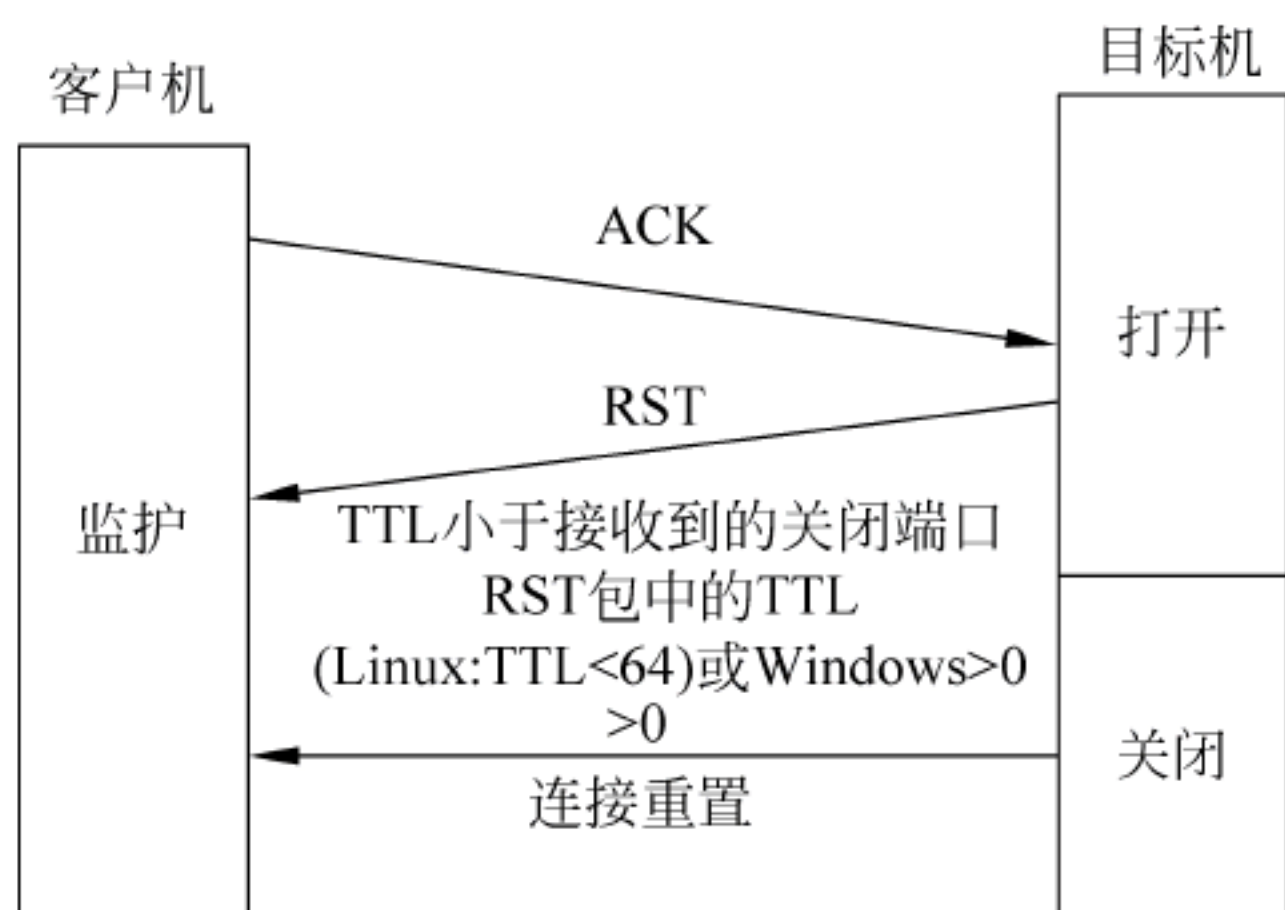 目标机
客户机
ACK
打开
RST
监护
TTL小于接收到的关闭端口
RST包中的TTL
(Linux:TTL<64)或Windows>0
>0
关闭
连接重置